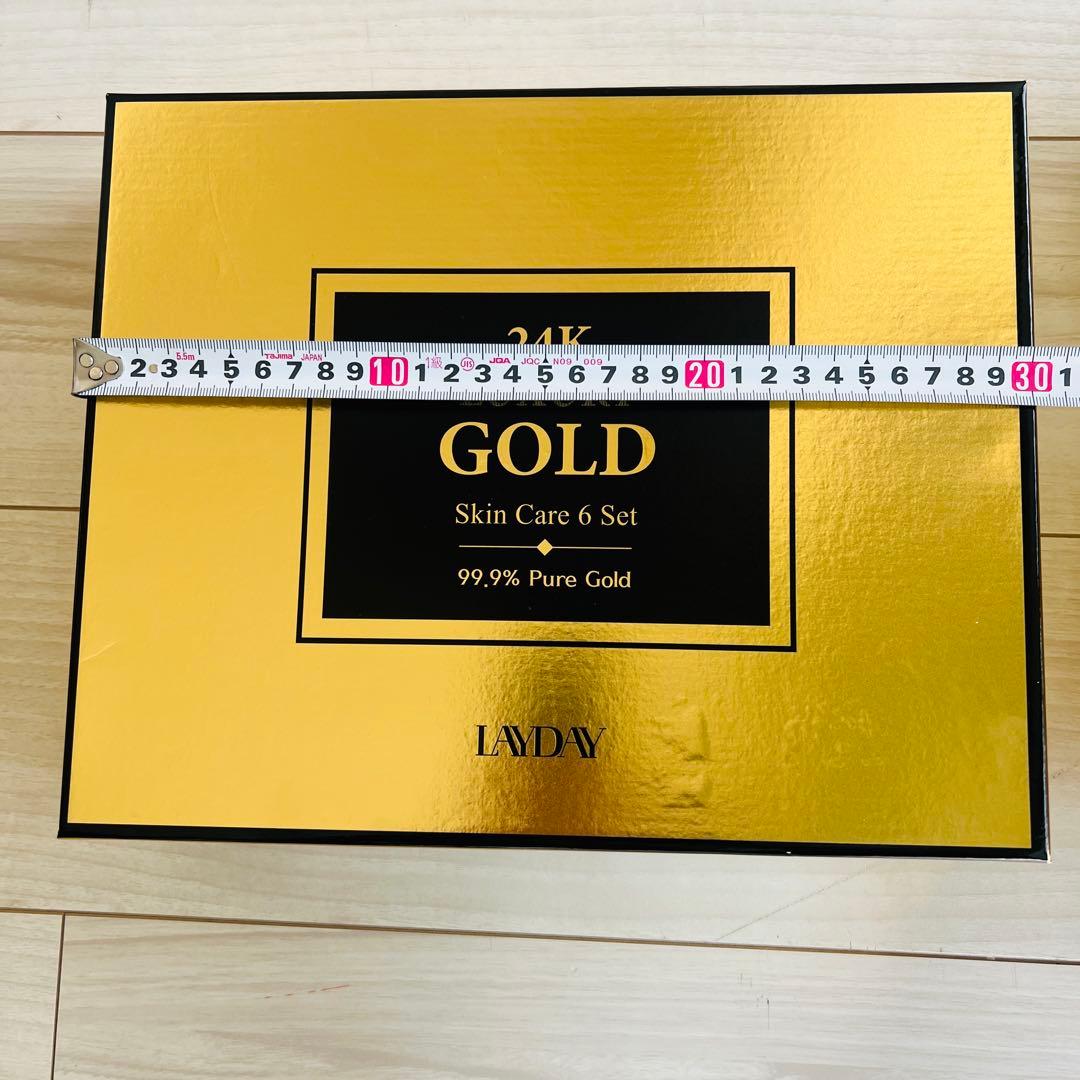 24K
5.5m Tajima JAPAN 1級 JIS JQA JQC N09 009
2 3 4 5 6 7 8 9 10 1 2 3 4 5 6 7 8 9 20 1 2 3 4 5 6 7 8 9 30 1
GOLD
Skin Care 6 Set
99.9% Pure Gold
LAYDAY